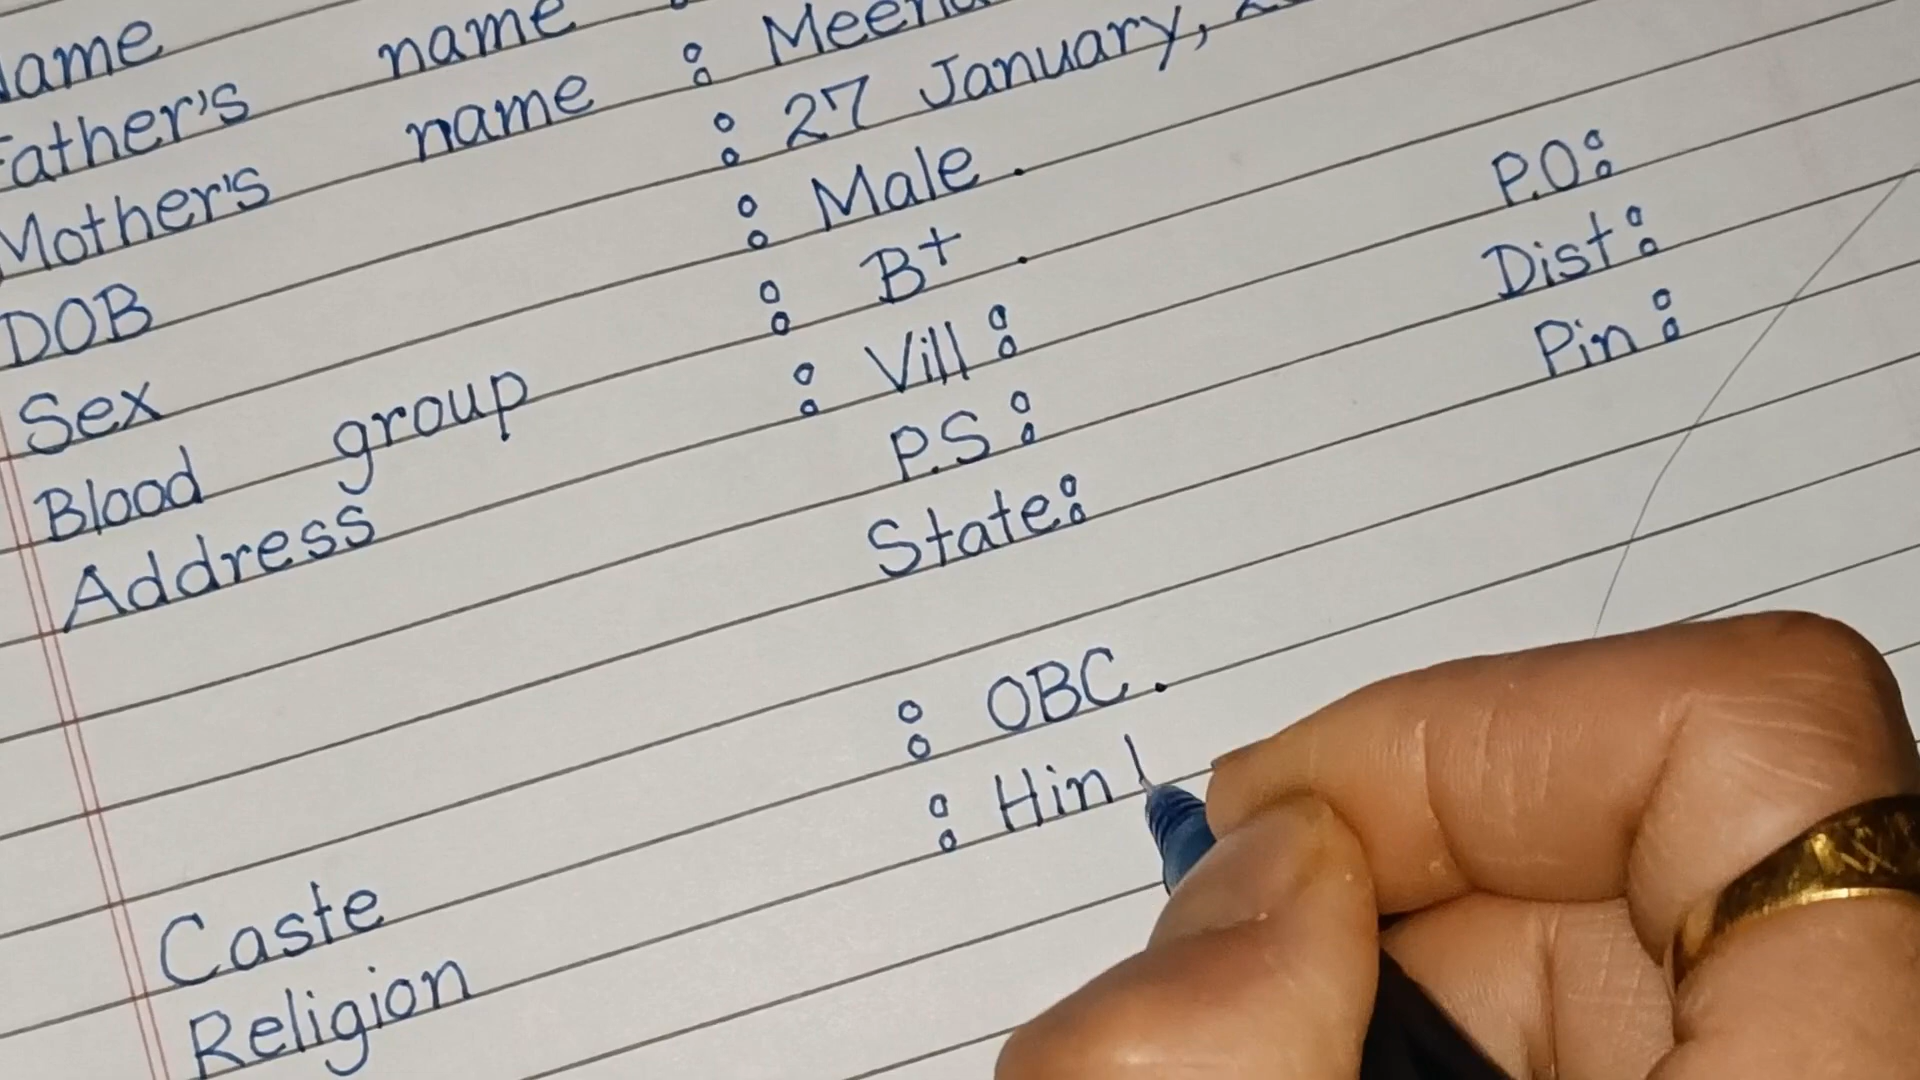 Name
Father's name :
Mother's name : Meena
DOB : 27 January,
Sex : Male.
Blood group : B+.
Address : Vill : P.O:
P.S : Dist:
State: Pin:
Caste : OBC.
Religion : Hin